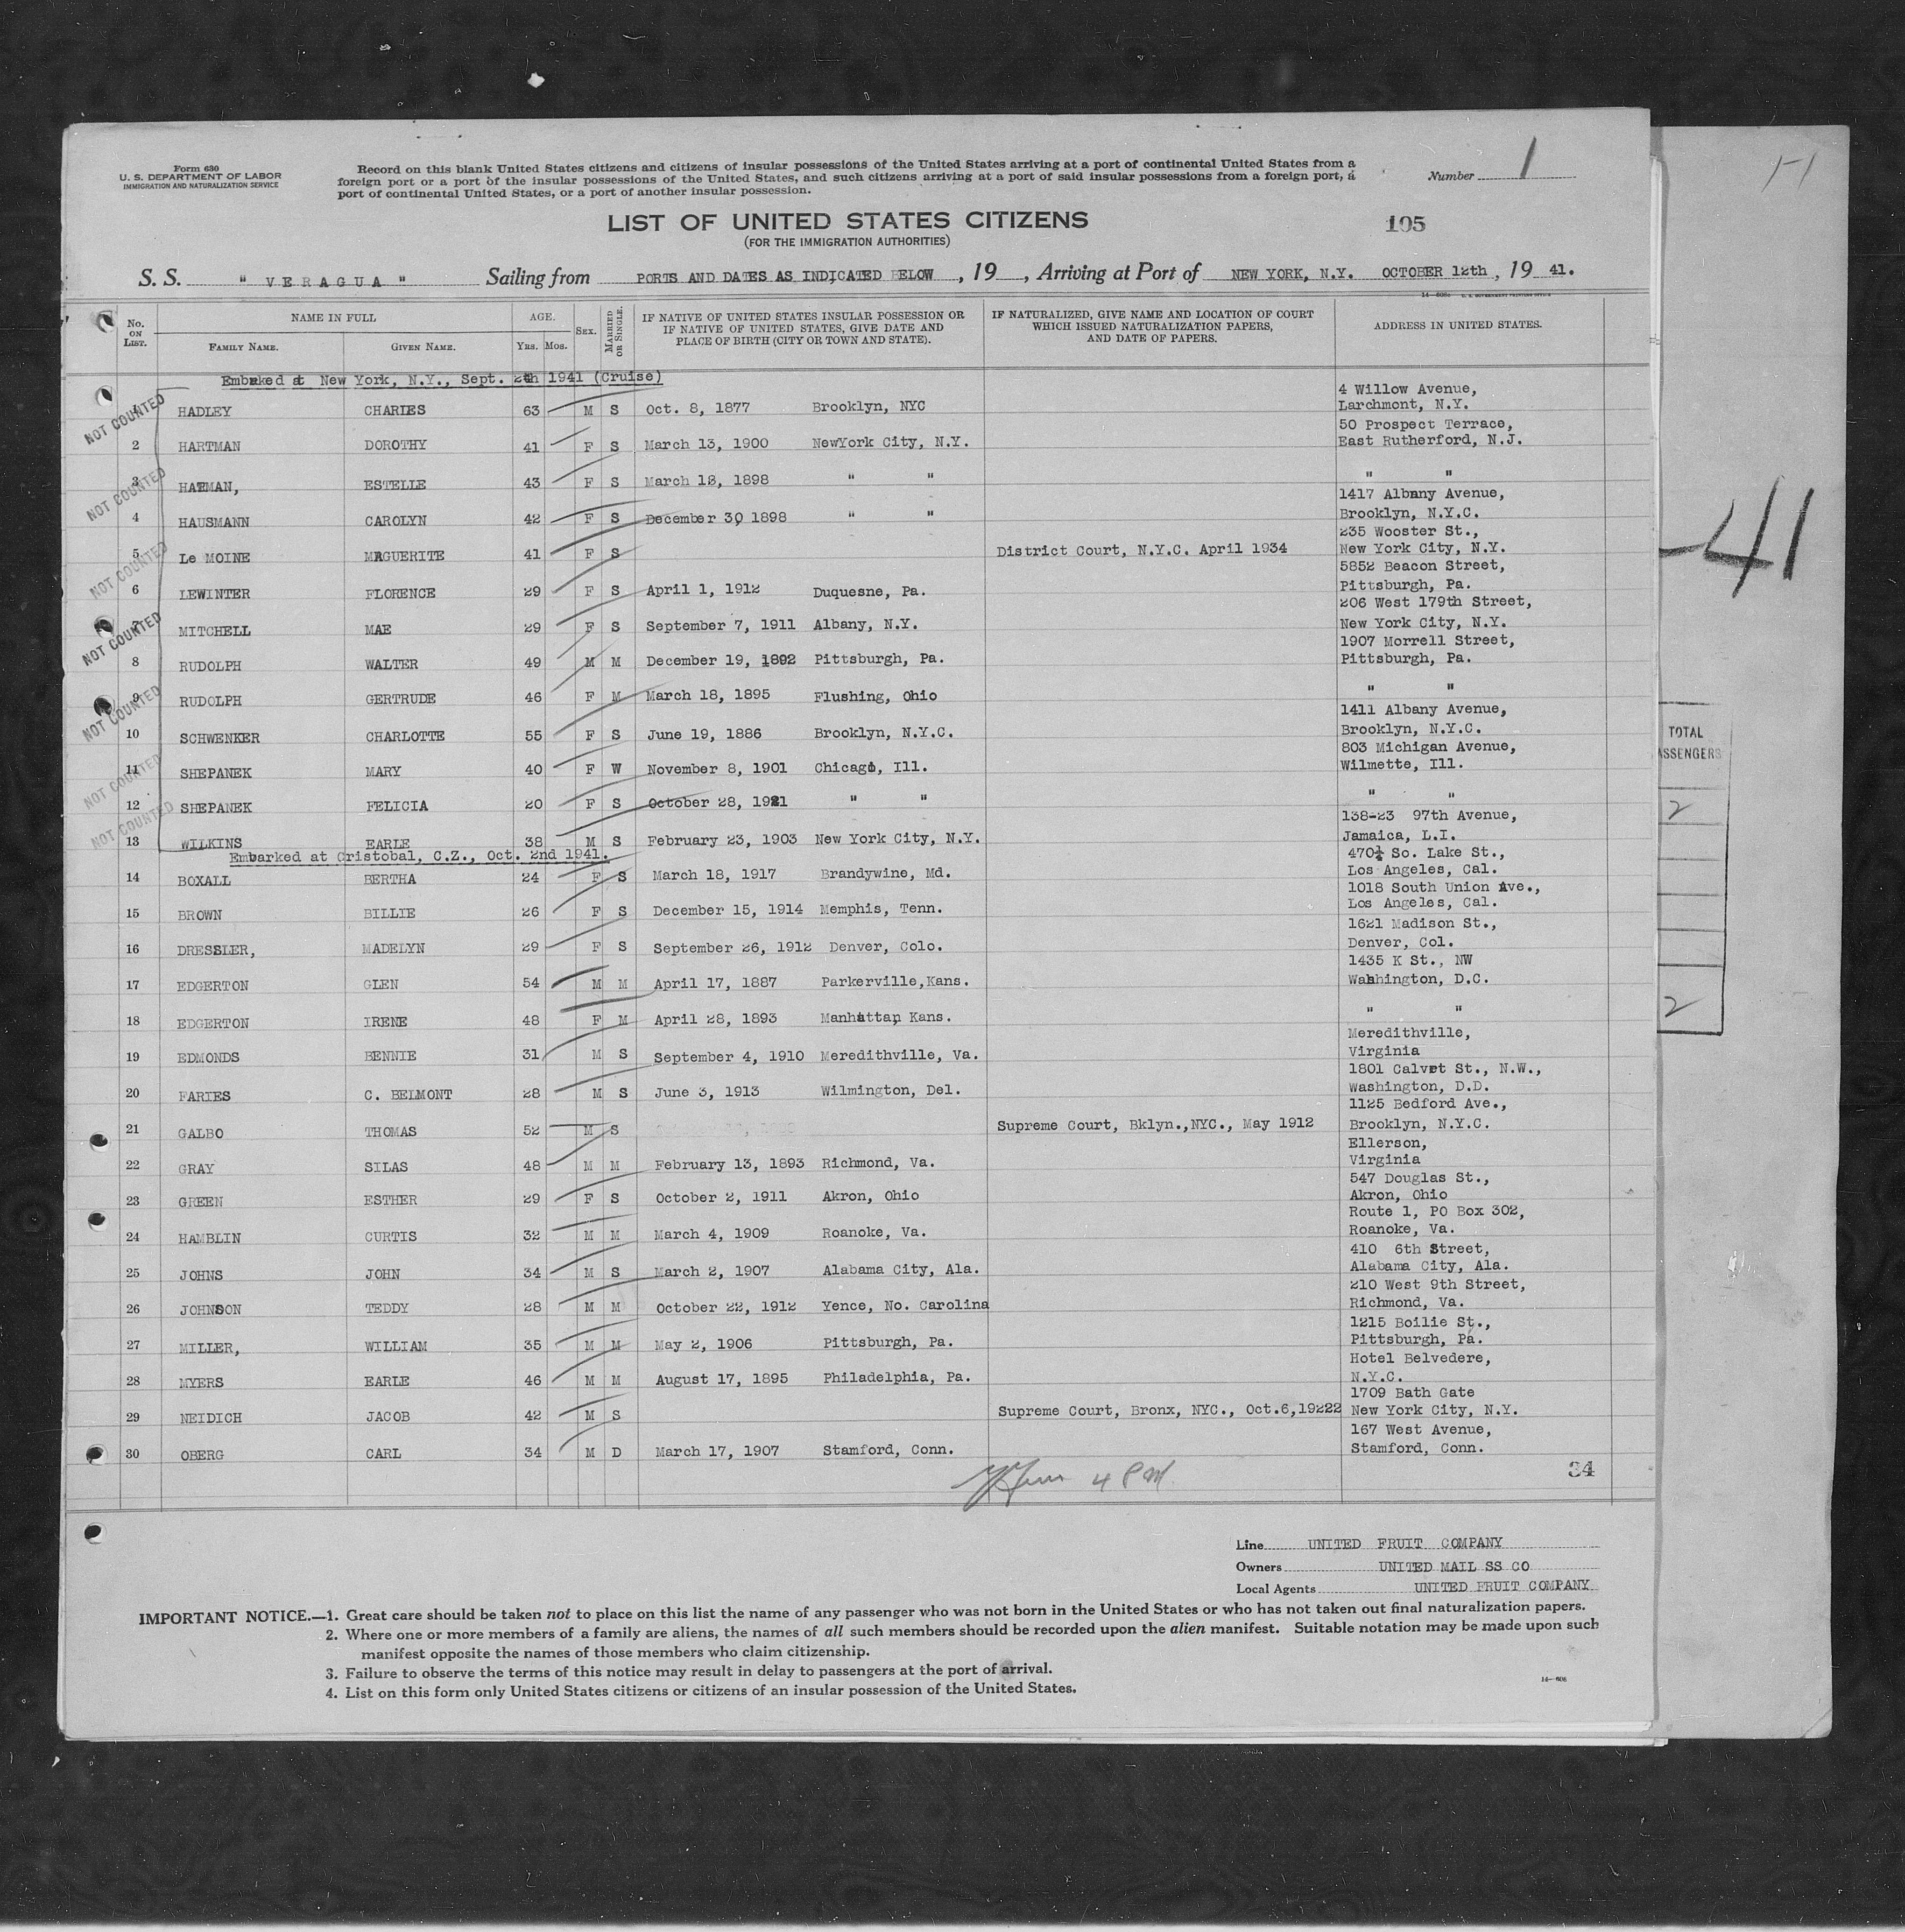 Form 630
U. S. DEPARTMENT OF LABOR
IMMIGRATION AND NATURALIZATION SERVICE
Record on this blank United States citizens and citizens of insular possessions of the United States arriving at a port of continental United States from a
foreign port or a port of the insular possessions of the United States, and such citizens arriving at a port of said insular possessions from a foreign port, a
port of continental United States, or a port of another insular possession.
Number 1
LIST OF UNITED STATES CITIZENS
105
(FOR THE IMMIGRATION AUTHORITIES)
S. S. " VERAGUA " Sailing from PORTS AND DATES AS INDICATED BELOW , 19 , Arriving at Port of NEW YORK, N.Y. OCTOBER 12th , 19 41.
No. ON LIST. NAME IN FULL FAMILY NAME. GIVEN NAME. AGE. YRS. MOS. SEX. MARRIED OR SINGLE. IF NATIVE OF UNITED STATES INSULAR POSSESSION OR IF NATIVE OF UNITED STATES, GIVE DATE AND PLACE OF BIRTH (CITY OR TOWN AND STATE). IF NATURALIZED, GIVE NAME AND LOCATION OF COURT WHICH ISSUED NATURALIZATION PAPERS, AND DATE OF PAPERS. ADDRESS IN UNITED STATES.
Embarked at New York, N.Y., Sept. 24th 1941 (Cruise)
1 HADLEY CHARLES 63 M S Oct. 8, 1877 Brooklyn, NYC 4 Willow Avenue, Larchmont, N.Y.
2 HARTMAN DOROTHY 41 F S March 13, 1900 NewYork City, N.Y. 50 Prospect Terrace, East Rutherford, N.J.
3 ESTELLE 43 F S March 18, 1898 " " " "
4 HAUSMANN CAROLYN 42 F S December 30 1898 " " 1417 Albany Avenue, Brooklyn, N.Y.C.
5 Le MOINE MARGUERITE 41 F S District Court, N.Y.C. April 1934 235 Wooster St., New York City, N.Y.
6 LEWINTER FLORENCE 29 F S April 1, 1912 Duquesne, Pa. 5852 Beacon Street, Pittsburgh, Pa.
7 MITCHELL MAE 29 F S September 7, 1911 Albany, N.Y. 206 West 179th Street, New York City, N.Y.
8 RUDOLPH WALTER 49 M M December 19, 1892 Pittsburgh, Pa. 1907 Morrell Street, Pittsburgh, Pa.
9 RUDOLPH GERTRUDE 46 F M March 18, 1895 Flushing, Ohio " "
10 SCHWENKER CHARLOTTE 55 F S June 19, 1886 Brooklyn, N.Y.C. 1411 Albany Avenue, Brooklyn, N.Y.C.
11 SHEPANEK MARY 40 F W November 8, 1901 Chicago, Ill. 803 Michigan Avenue, Wilmette, Ill.
12 SHEPANEK FELICIA 20 F S October 28, 1921 " " " "
13 WILKINS EARLE 38 M S February 23, 1903 New York City, N.Y. 138-23 97th Avenue, Jamaica, L.I.
NOT COUNTED
NOT COUNTED
NOT COUNTED
NOT COUNTED
NOT COUNTED
NOT COUNTED
NOT COUNTED
Embarked at Cristobal, C.Z., Oct. 2nd 1941.
14 BOXALL BERTHA 24 F S March 18, 1917 Brandywine, Md. So. Lake St., Los Angeles, Cal.
15 BROWN BILLIE 26 F S December 15, 1914 Memphis, Tenn. 1018 South Union Ave., Los Angeles, Cal.
16 DRESSLER, MADELYN 29 F S September 26, 1912 Denver, Colo. 1621 Madison St., Denver, Col.
17 EDGERTON GLEN 54 M M April 17, 1887 Parkerville,Kans. 1435 K St., NW Washington, D.C.
18 EDGERTON IRENE 48 F M April 28, 1893 Manhattan, Kans. " "
19 EDMONDS BENNIE 31 M S September 4, 1910 Meredithville, Va. Meredithville, Virginia
20 FARIES C. BELMONT 28 M S June 3, 1913 Wilmington, Del. 1801 Calvert St., N.W., Washington, D.D.
21 GALBO THOMAS 52 M S Supreme Court, Bklyn.,NYC., May 1912 1125 Bedford Ave., Brooklyn, N.Y.C.
22 GRAY SILAS 48 M M February 13, 1893 Richmond, Va. Ellerson, Virginia
23 GREEN ESTHER 29 F S October 2, 1911 Akron, Ohio 547 Douglas St., Akron, Ohio
24 HAMBLIN CURTIS 32 M M March 4, 1909 Roanoke, Va. Route 1, PO Box 302, Roanoke, Va.
25 JOHNS JOHN 34 M S March 2, 1907 Alabama City, Ala. 410 6th Street, Alabama City, Ala.
26 JOHNSON TEDDY 28 M M October 22, 1912 Yence, No. Carolina 210 West 9th Street, Richmond, Va.
27 MILLER, WILLIAM 35 M M May 2, 1906 Pittsburgh, Pa. 1215 Boilie St., Pittsburgh, Pa.
28 MYERS EARLE 46 M M August 17, 1895 Philadelphia, Pa. Hotel Belvedere, N.Y.C.
29 NEIDICH JACOB 42 M S Supreme Court, Bronx, NYC., Oct.6,19222 1709 Bath Gate New York City, N.Y.
30 OBERG CARL 34 M D March 17, 1907 Stamford, Conn. 167 West Avenue, Stamford, Conn.
4 PM
34
Line UNITED FRUIT COMPANY
Owners UNITED MAIL SS CO
Local Agents UNITED FRUIT COMPANY
IMPORTANT NOTICE.—1. Great care should be taken not to place on this list the name of any passenger who was not born in the United States or who has not taken out final naturalization papers.
2. Where one or more members of a family are aliens, the names of all such members should be recorded upon the alien manifest. Suitable notation may be made upon such
manifest opposite the names of those members who claim citizenship.
3. Failure to observe the terms of this notice may result in delay to passengers at the port of arrival.
4. List on this form only United States citizens or citizens of an insular possession of the United States.
-41
TOTAL
2
2